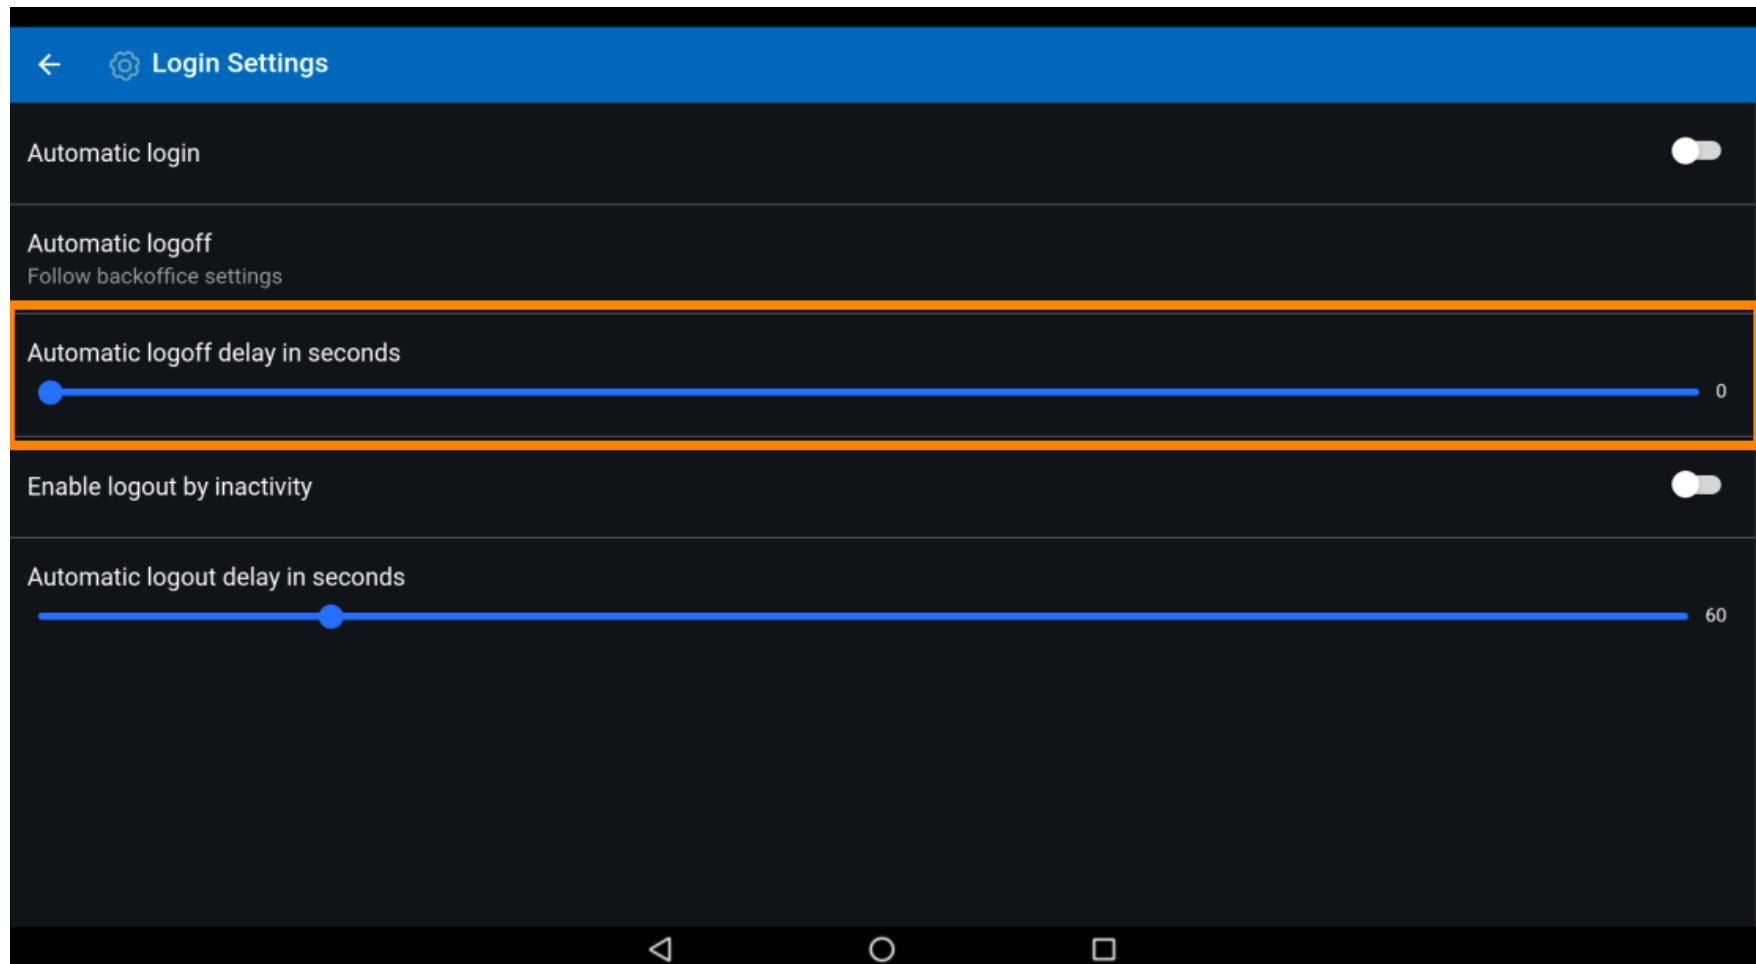 Login Settings
Automatic login
Automatic logoff
Follow backoffice settings
Automatic logoff delay in seconds
0
Enable logout by inactivity
Automatic logout delay in seconds
60